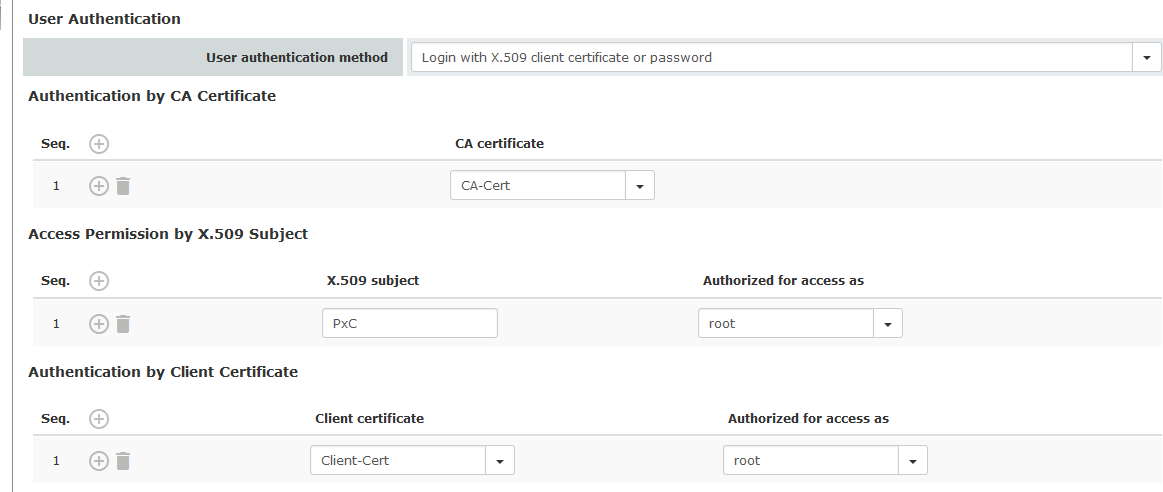 User Authentication
User authentication method Login with X.509 client certificate or password
Authentication by CA Certificate
Seq. CA certificate
1 CA-Cert
Access Permission by X.509 Subject
Seq. X.509 subject Authorized for access as
1 PxC root
Authentication by Client Certificate
Seq. Client certificate Authorized for access as
1 Client-Cert root